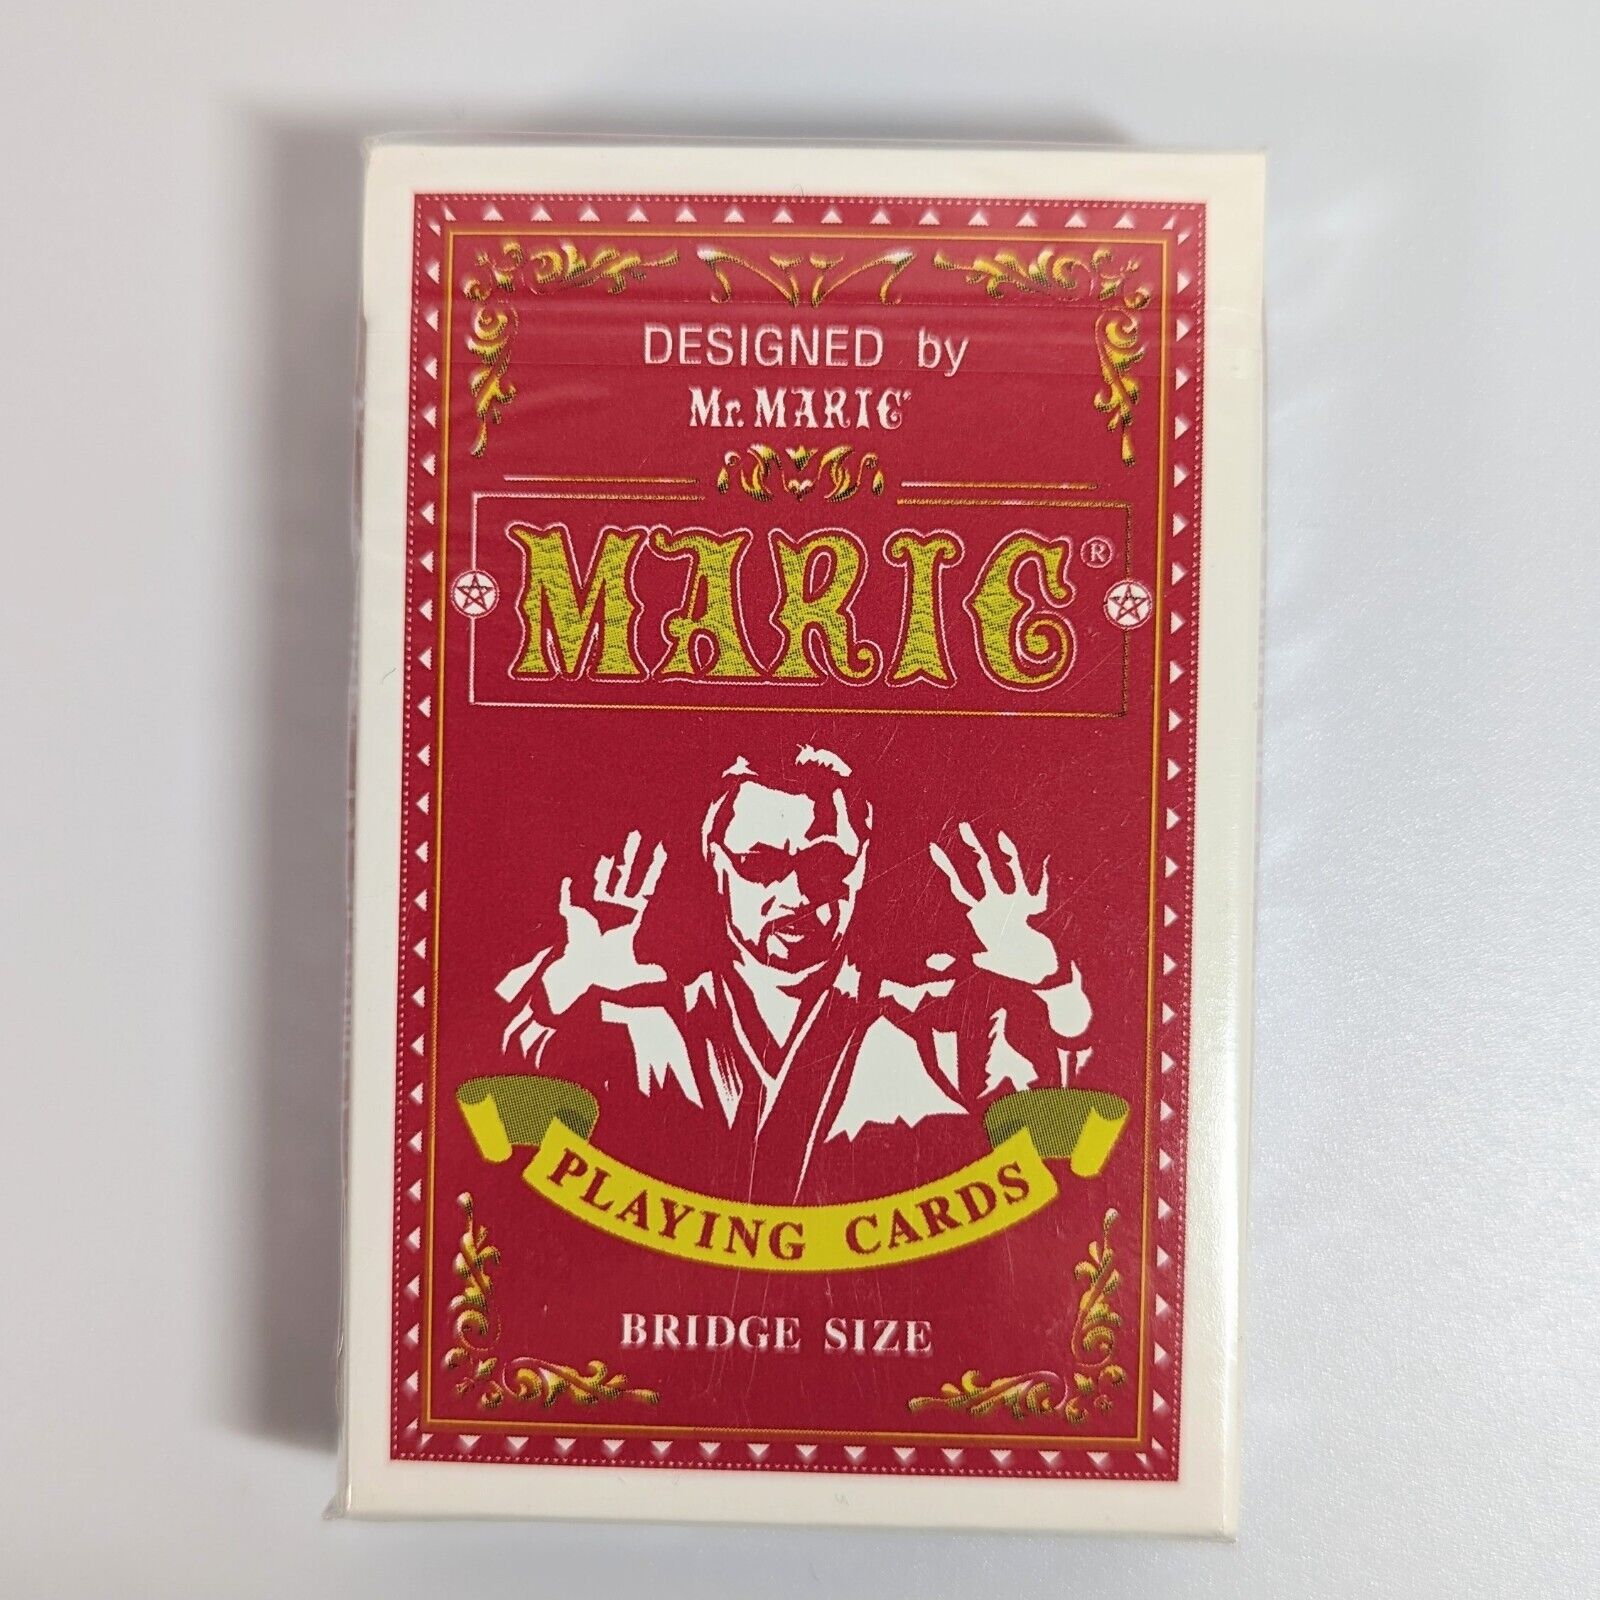 DESIGNED by
Mr. MARIC
MARIC®
PLAYING CARDS
BRIDGE SIZE